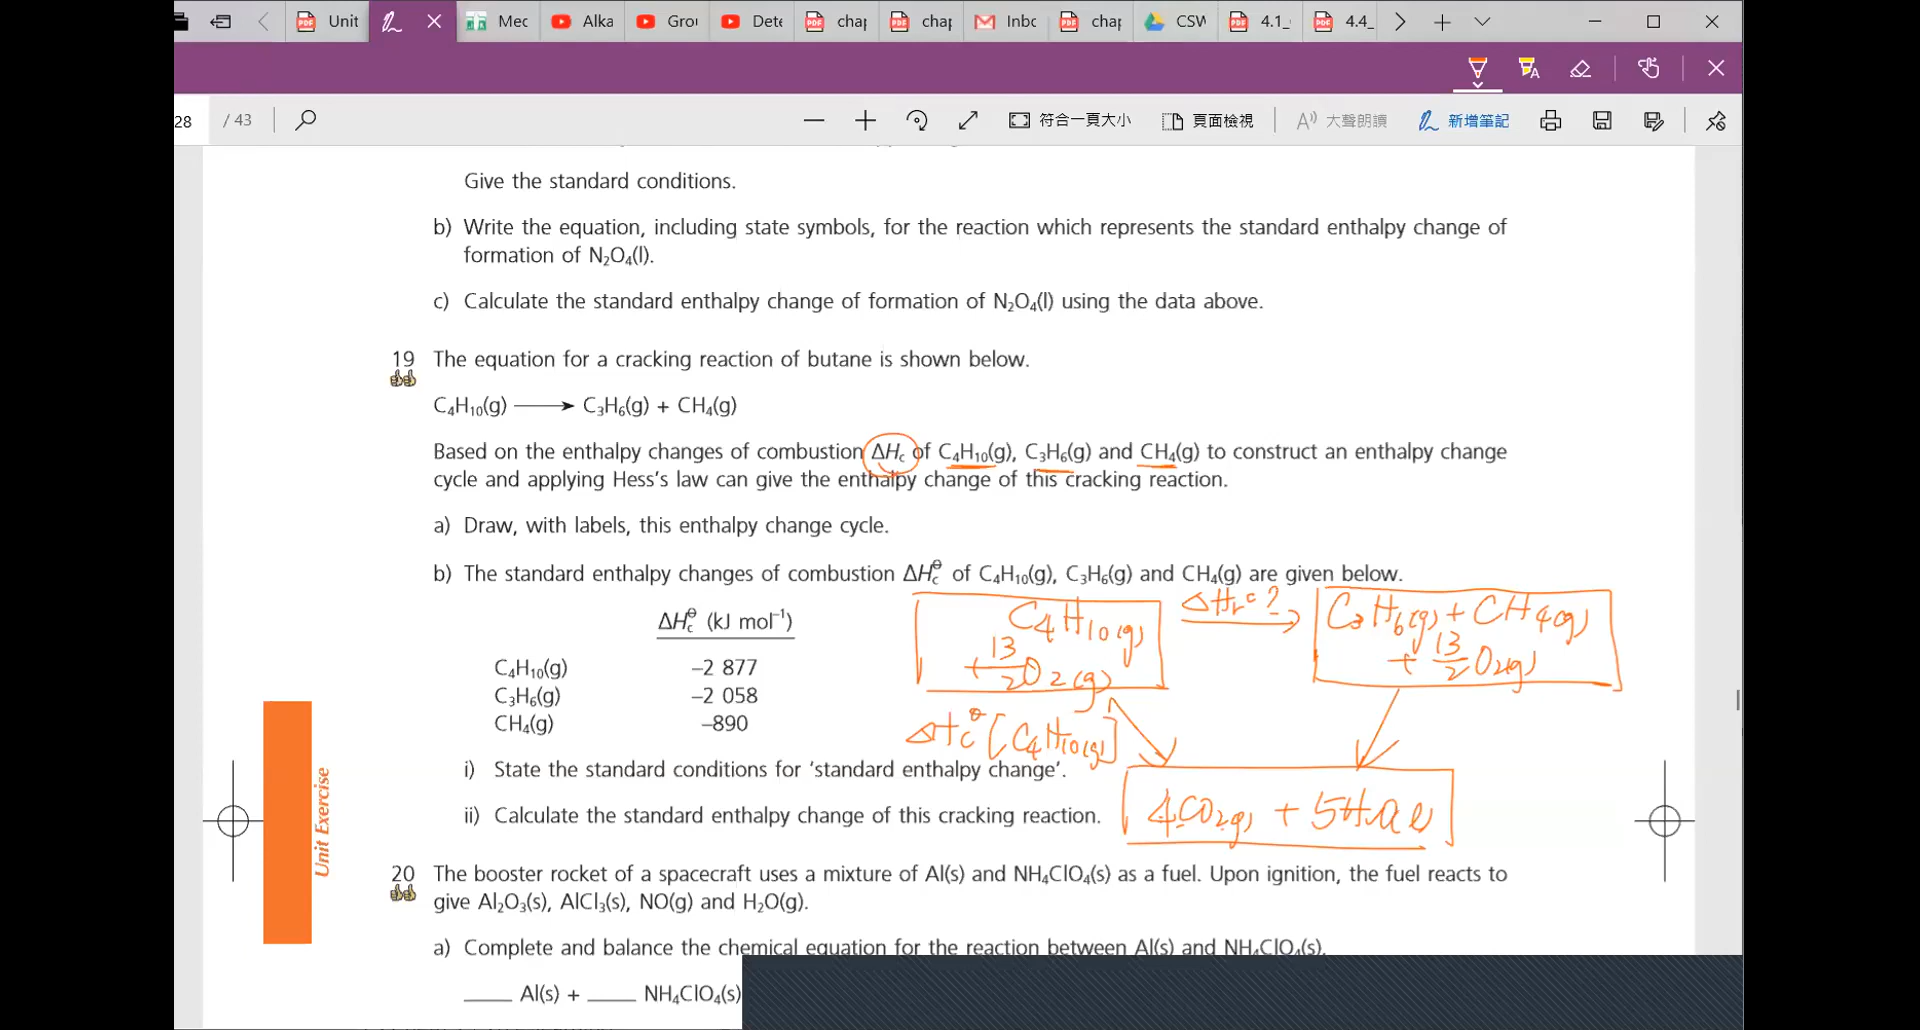 Unit
Mec
Alka
Grou
Dete
chap
chap
Inbc
chap
CSW
4.1_
4.4_
28 / 43
符合一頁大小
頁面檢視
大聲朗讀
新增筆記
Give the standard conditions.
b) Write the equation, including state symbols, for the reaction which represents the standard enthalpy change of
formation of N₂O₄(l).
c) Calculate the standard enthalpy change of formation of N₂O₄(l) using the data above.
19 The equation for a cracking reaction of butane is shown below.
C₄H₁₀(g) ⟶ C₃H₆(g) + CH₄(g)
Based on the enthalpy changes of combustion ΔHc of C₄H₁₀(g), C₃H₆(g) and CH₄(g) to construct an enthalpy change
cycle and applying Hess's law can give the enthalpy change of this cracking reaction.
a) Draw, with labels, this enthalpy change cycle.
b) The standard enthalpy changes of combustion ΔHc⦵ of C₄H₁₀(g), C₃H₆(g) and CH₄(g) are given below.
ΔHc⦵ (kJ mol⁻¹)
C₄H₁₀(g) –2 877
C₃H₆(g) –2 058
CH₄(g) –890
C₄H₁₀(g)
+ 13/2 O₂(g)
C₃H₆(g) + CH₄(g)
+ 13/2 O₂(g)
ΔHc⦵ [C₄H₁₀(g)]
4CO₂(g) + 5H₂O(l)
i) State the standard conditions for 'standard enthalpy change'.
ii) Calculate the standard enthalpy change of this cracking reaction.
Unit Exercise
20 The booster rocket of a spacecraft uses a mixture of Al(s) and NH₄ClO₄(s) as a fuel. Upon ignition, the fuel reacts to
give Al₂O₃(s), AlCl₃(s), NO(g) and H₂O(g).
a) Complete and balance the chemical equation for the reaction between Al(s) and NH₄ClO₄(s).
____ Al(s) + ____ NH₄ClO₄(s)